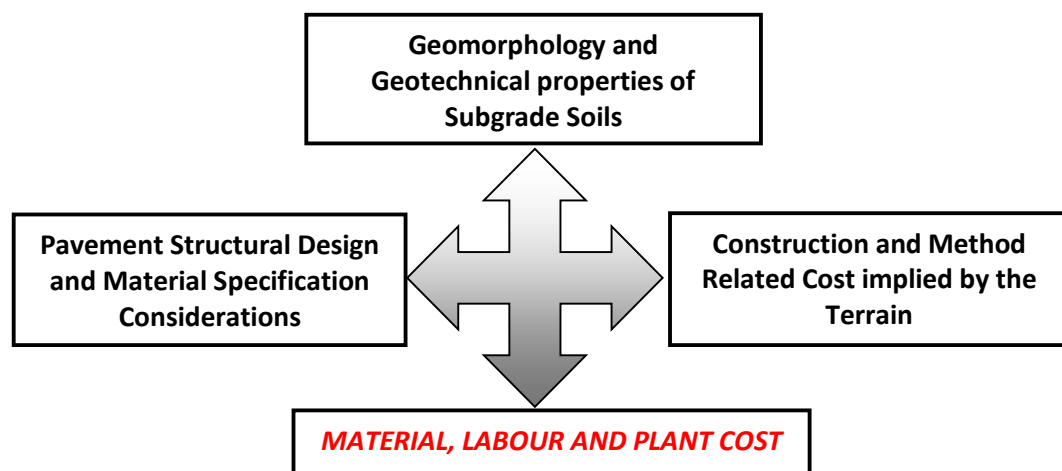 Geomorphology and
Geotechnical properties of
Subgrade Soils
Pavement Structural Design
and Material Specification
Considerations
Construction and Method
Related Cost implied by the
Terrain
MATERIAL, LABOUR AND PLANT COST